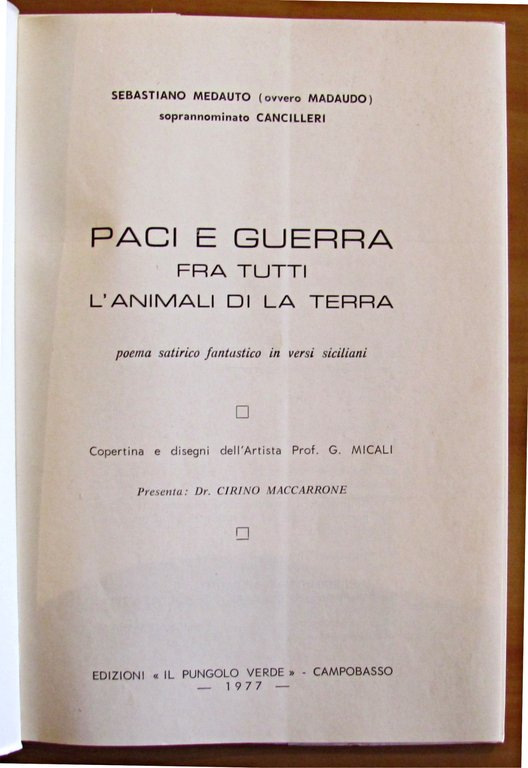 SEBASTIANO MEDAUTO (ovvero MADAUDO)
soprannominato CANCILLERI
PACI E GUERRA
FRA TUTTI
L'ANIMALI DI LA TERRA
poema satirico fantastico in versi siciliani
Copertina e disegni dell'Artista Prof. G. MICALI
Presenta: Dr. CIRINO MACCARRONE
EDIZIONI « IL PUNGOLO VERDE » - CAMPOBASSO
— 1977 —